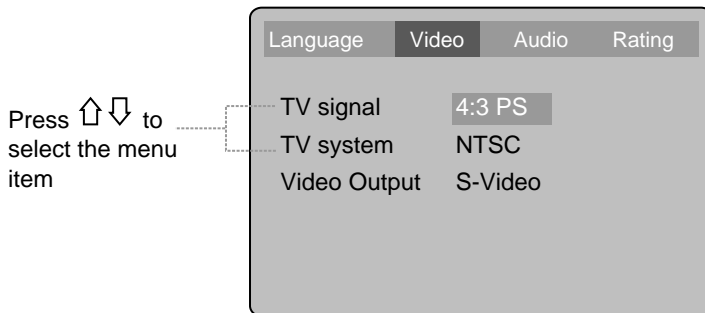 Language Video Audio Rating
Press ⇧ ⇩ to
select the menu
item
TV signal 4:3 PS
TV system NTSC
Video Output S-Video